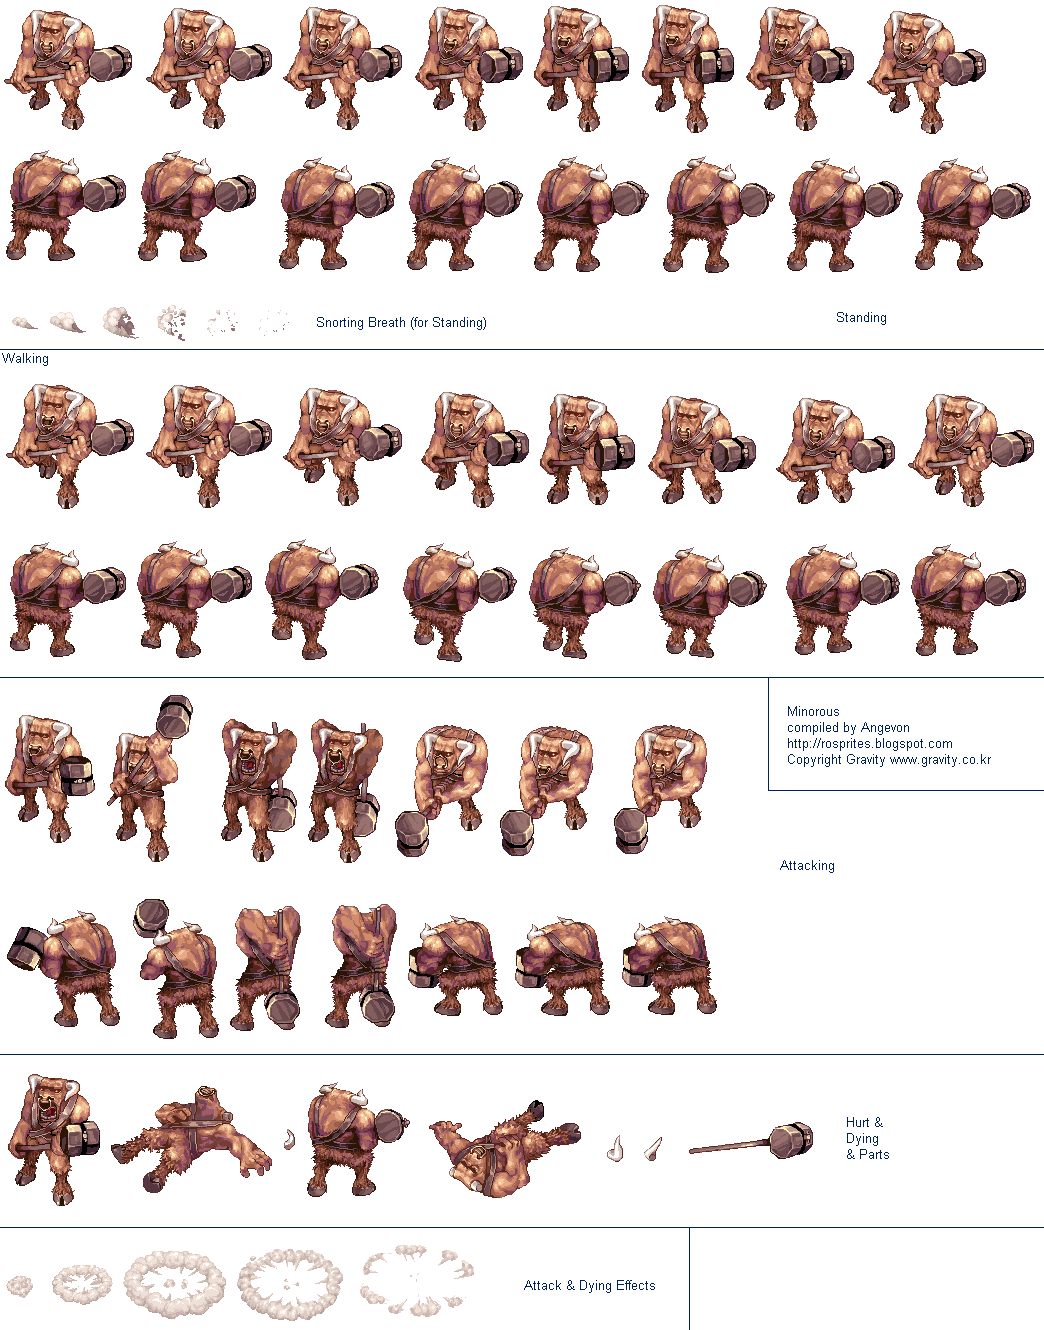 Snorting Breath (for Standing)
Standing
Walking
Minorous
compiled by Angevon
http://rosprites.blogspot.com
Copyright Gravity www.gravity.co.kr
Attacking
Hurt &
Dying
& Parts
Attack & Dying Effects